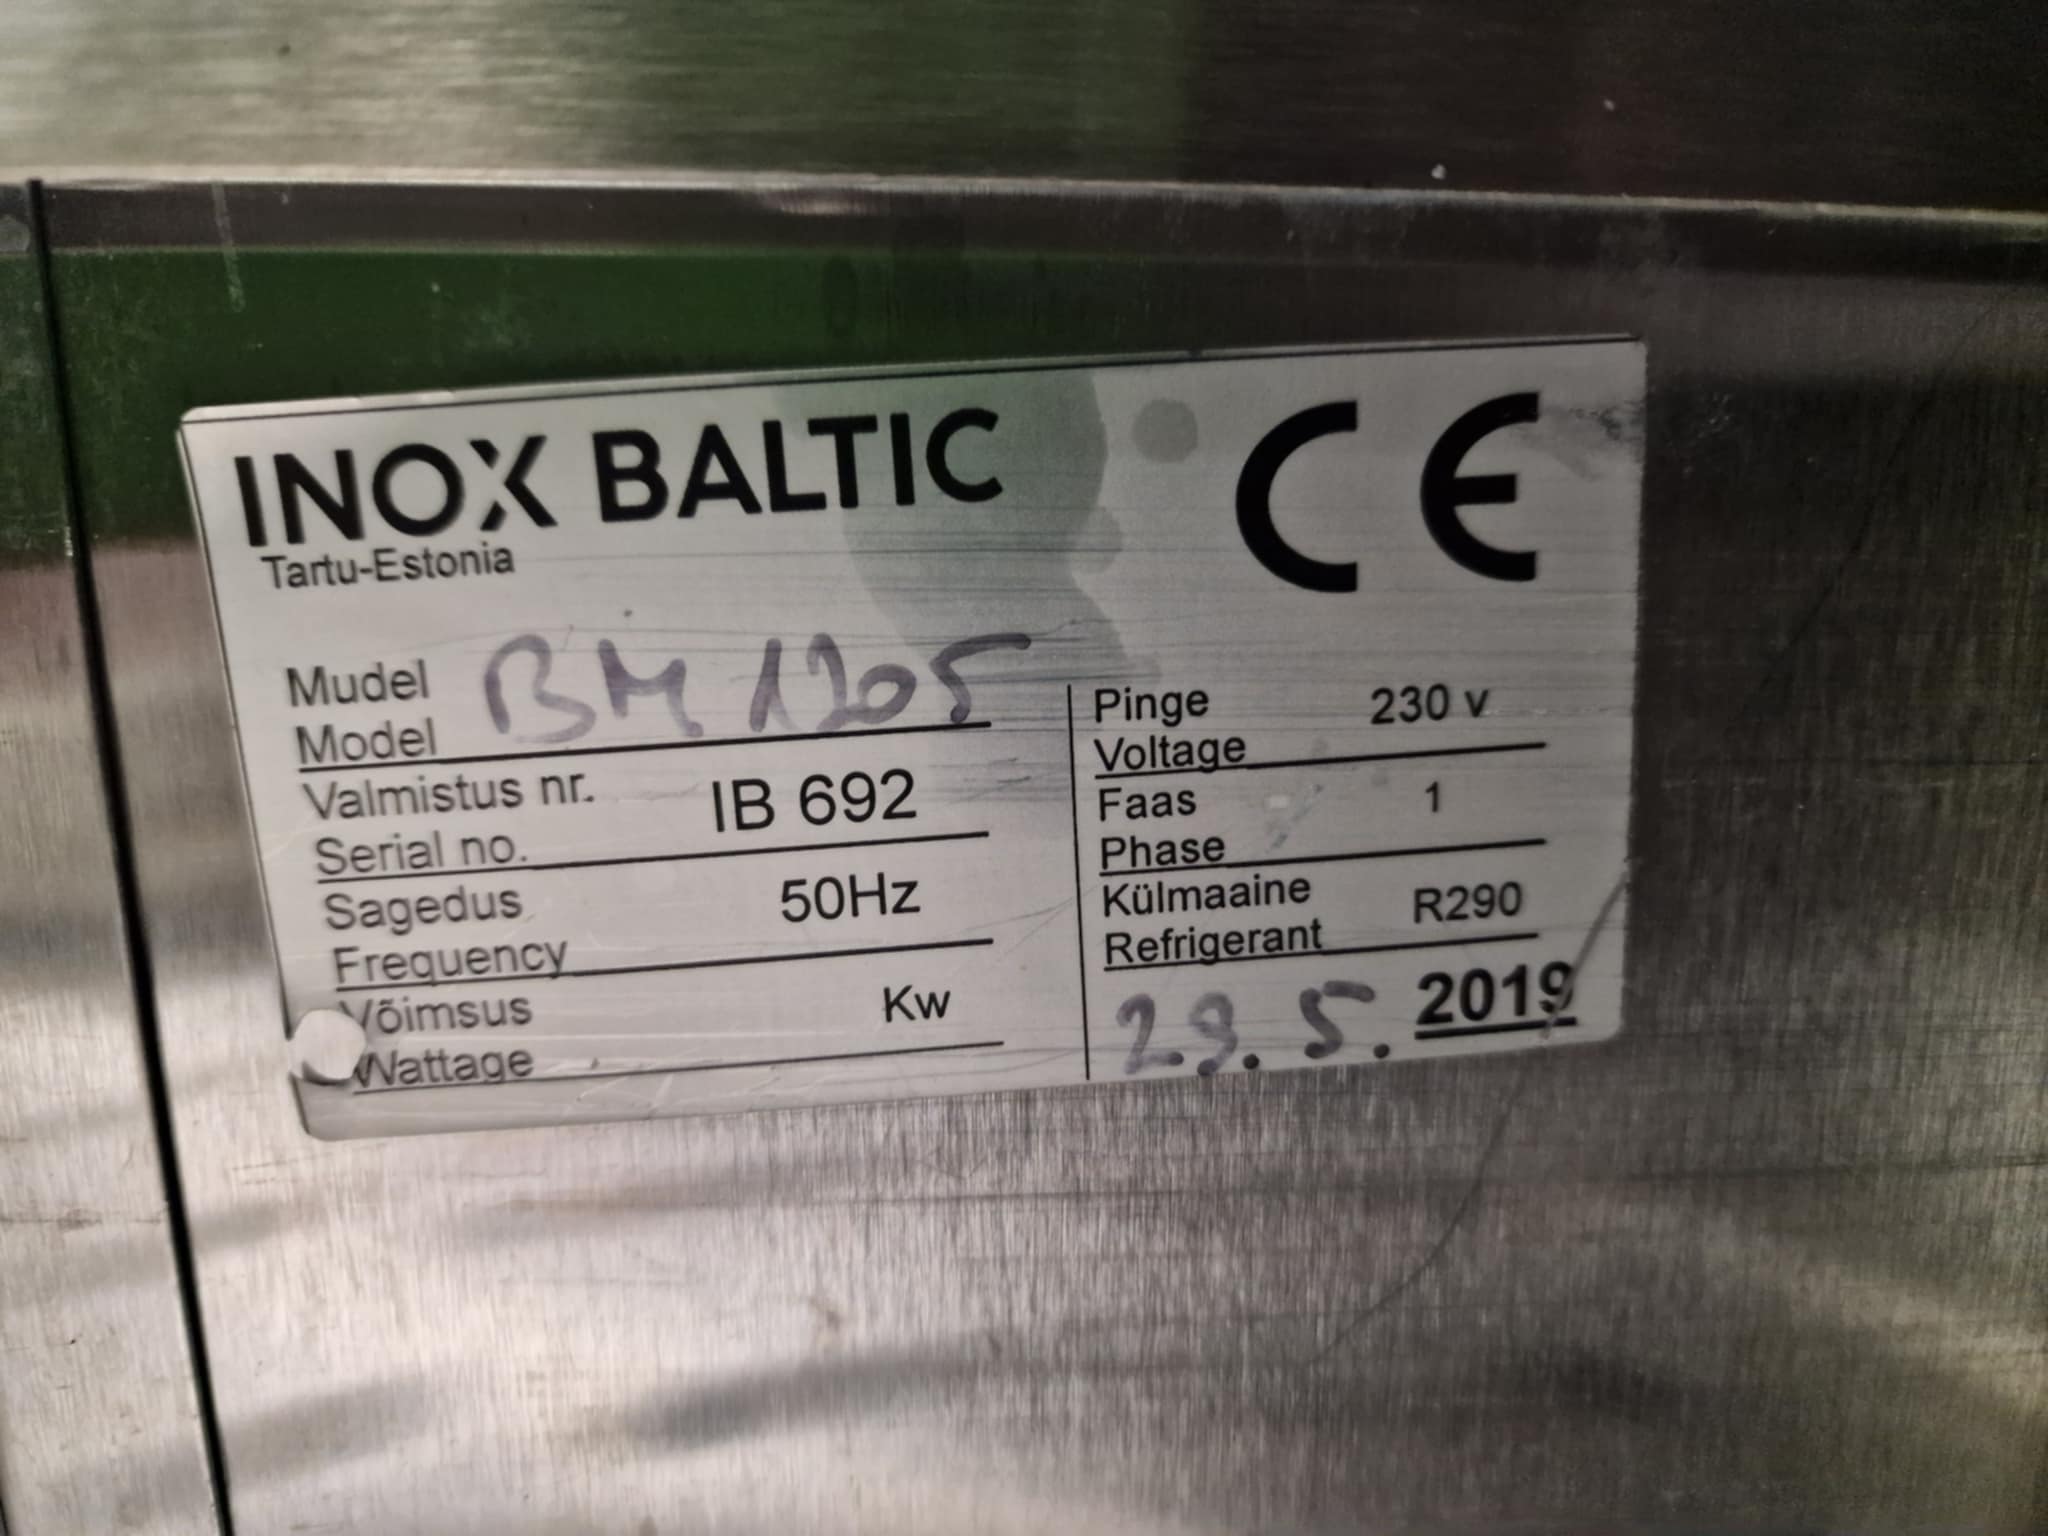 INOX BALTIC
CE
Tartu-Estonia
Mudel
Model BM 1205
Valmistus nr.
Serial no. IB 692
Sagedus
Frequency 50Hz
Võimsus
Wattage Kw
Pinge
Voltage 230 v
Faas
Phase 1
Külmaaine
Refrigerant R290
29.5. 2019